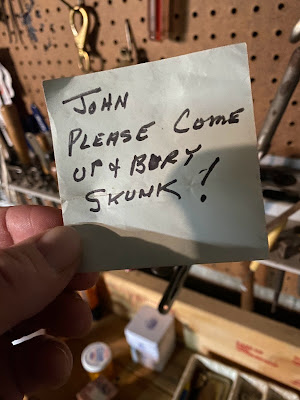 JOHN
PLEASE COME
UP & BURY
SKUNK!